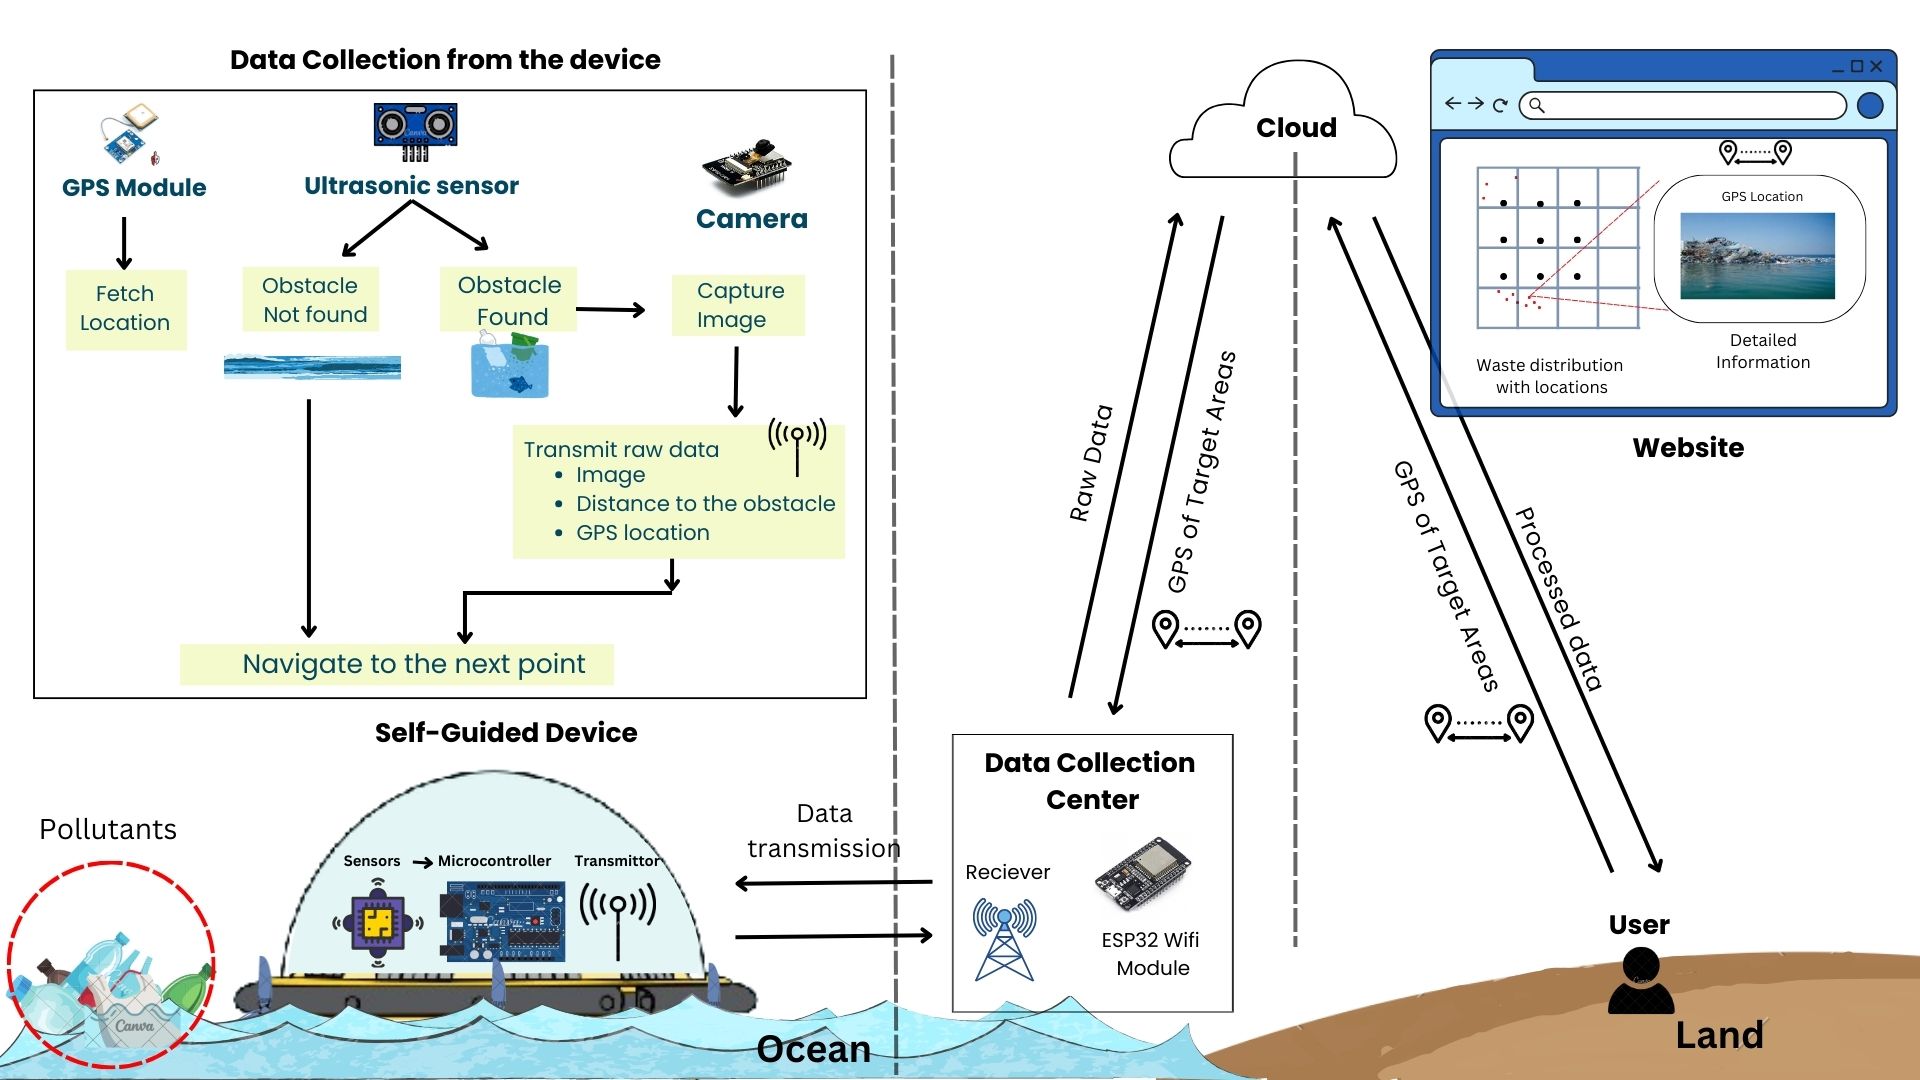 Data Collection from the device
GPS Module
Ultrasonic sensor
Camera
Fetch
Location
Obstacle
Not found
Obstacle
Found
Capture
Image
Transmit raw data
• Image
• Distance to the obstacle
• GPS location
Navigate to the next point
Self-Guided Device
Pollutants
Sensors
Microcontroller
Transmittor
Canva
Data
transmission
Ocean
Data Collection
Center
Reciever
ESP32 Wifi
Module
Raw Data
GPS of Target Areas
Cloud
GPS of Target Areas
Processed data
GPS Location
Waste distribution
with locations
Detailed
Information
Website
User
Land